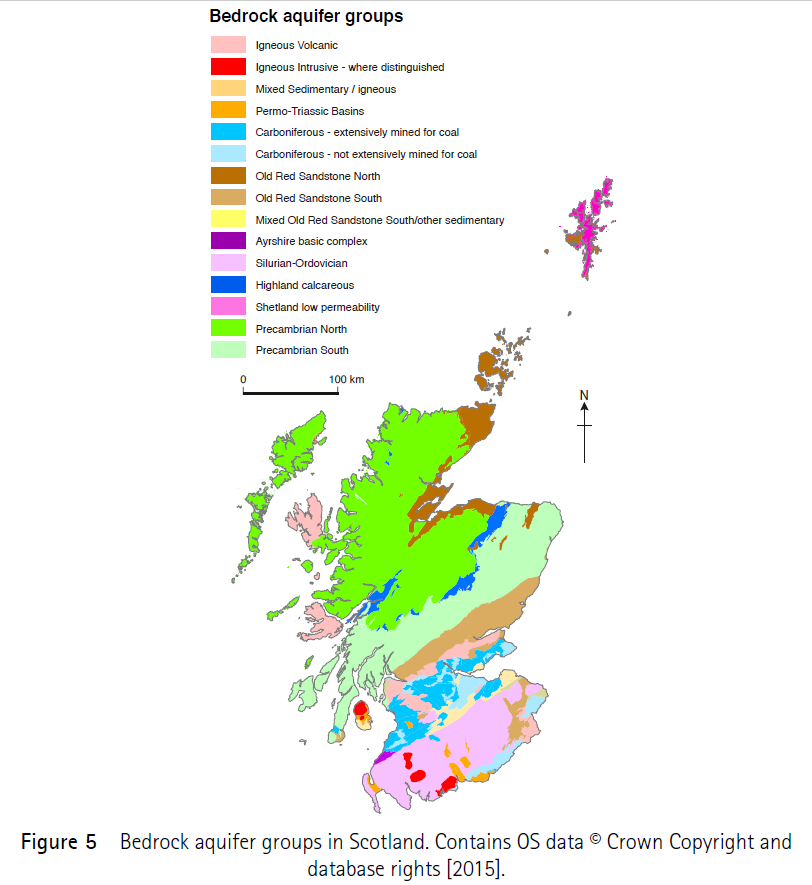 Bedrock aquifer groups
Igneous Volcanic
Igneous Intrusive - where distinguished
Mixed Sedimentary / igneous
Permo-Triassic Basins
Carboniferous - extensively mined for coal
Carboniferous - not extensively mined for coal
Old Red Sandstone North
Old Red Sandstone South
Mixed Old Red Sandstone South/other sedimentary
Ayrshire basic complex
Silurian-Ordovician
Highland calcareous
Shetland low permeability
Precambrian North
Precambrian South
0 100 km
N
Figure 5 Bedrock aquifer groups in Scotland. Contains OS data © Crown Copyright and
database rights [2015].